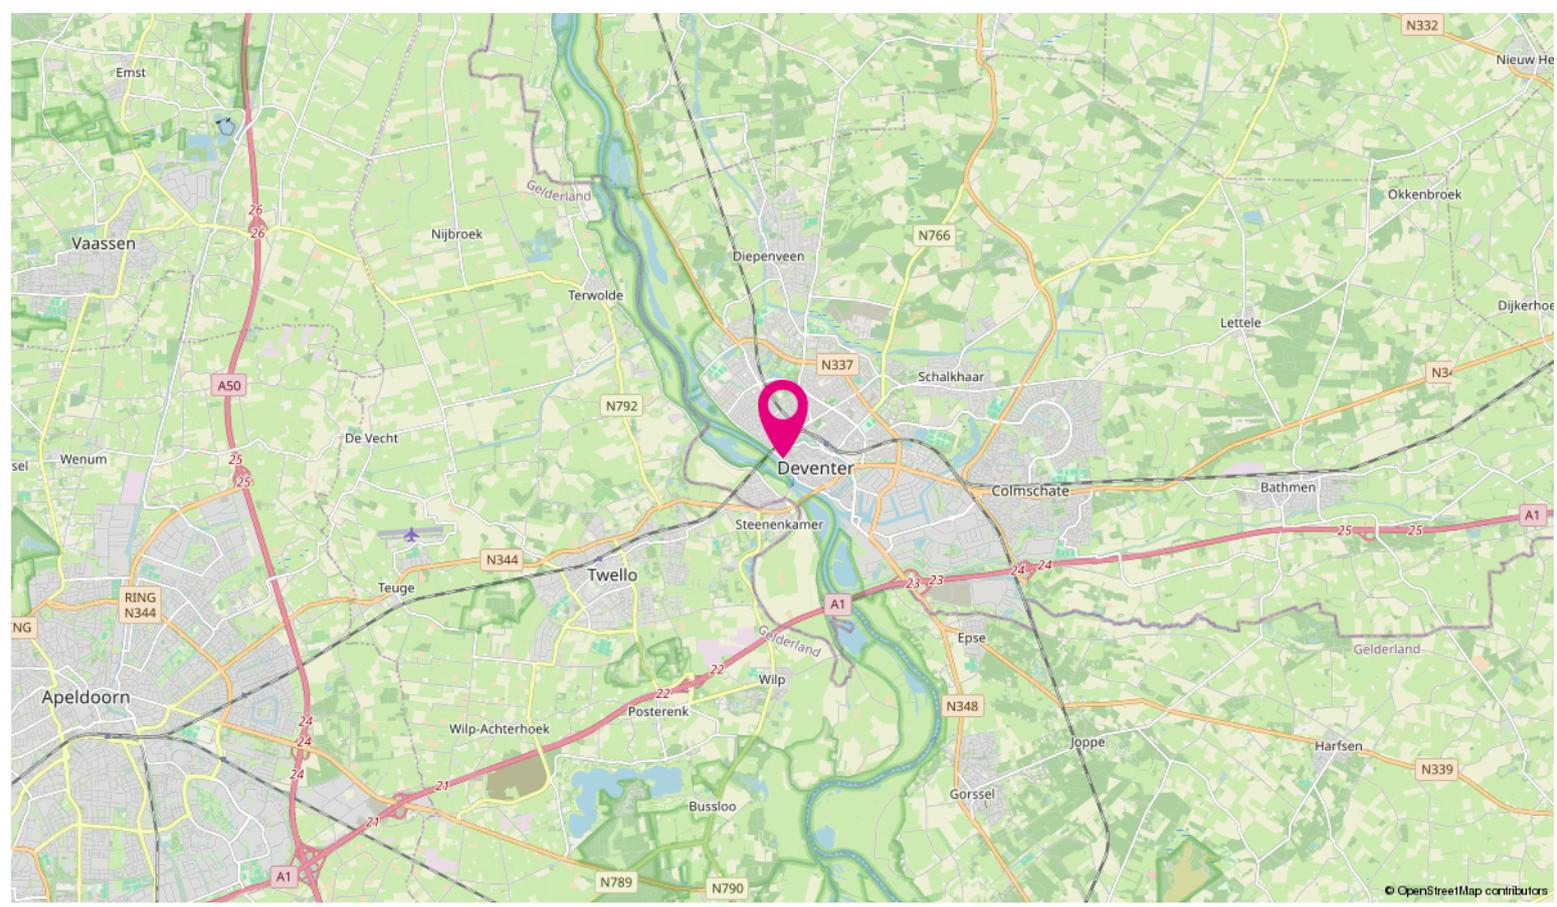 N332
Nieuw He
Emst
Gelderland
Okkenbroek
26
26
Vaassen
Nijbroek
N766
Diepenveen
Terwolde
Dijkerhoe
Lettele
N337
Schalkhaar
N34
A50
N792
De Vecht
sel
Wenum
25
25
Deventer
Colmschate
Bathmen
Steenenkamer
A1
25
25
N344
Twello
Teuge
24
24
23
23
RING
N344
NG
A1
Gelderland
Epse
Gelderland
22
22
Wilp
Posterenk
Apeldoorn
N348
Wilp-Achterhoek
24
24
24
Joppe
Harfsen
N339
21
21
Gorssel
Bussloo
A1
N789
N790
© OpenStreetMap contributors